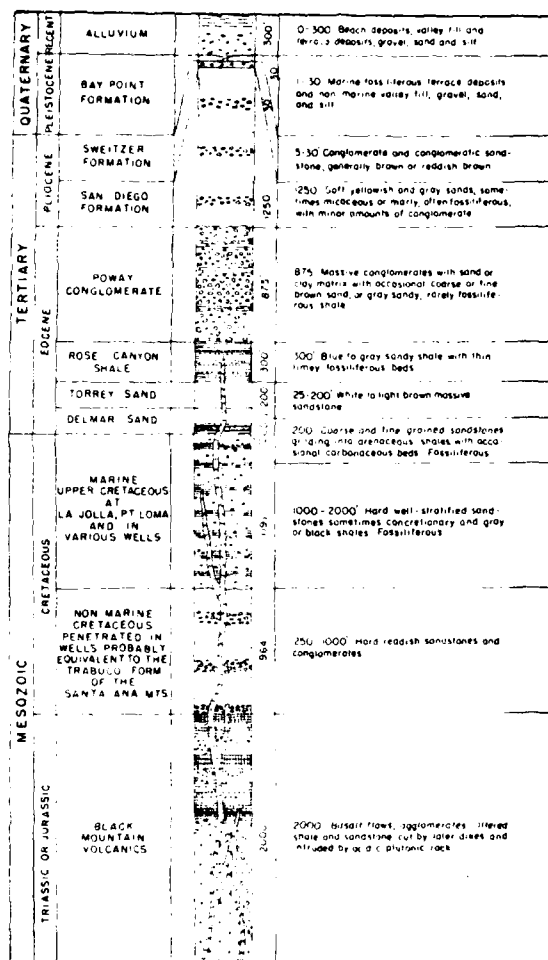 QUATERNARY
RECENT
ALLUVIUM
300
0-300' Beach deposits, valley fill and
terrace deposits, gravel, sand and silt
PLEISTOCENE
BAY POINT
FORMATION
30
30
1-30' Marine fossiliferous terrace deposits
and non marine valley fill, gravel, sand,
and silt
TERTIARY
PLIOCENE
SWEITZER
FORMATION
5-30' Conglomerate and conglomeratic sand-
stone, generally brown or reddish brown
SAN DIEGO
FORMATION
1250
1250' Soft yellowish and gray sands, some-
times micaceous or marly, often fossiliferous,
with minor amounts of conglomerate
EOCENE
POWAY
CONGLOMERATE
875
875' Massive conglomerates with sand or
clay matrix with occasional coarse or fine
brown sand, or gray sandy, rarely fossilife-
rous shale
ROSE CANYON
SHALE
300
300' Blue to gray sandy shale with thin
limey fossiliferous beds
TORREY SAND
200
25-200' White to light brown massive
sandstone
DELMAR SAND
200' Coarse and fine grained sandstones
grading into arenaceous shales with occa-
sional carbonaceous beds Fossiliferous
MESOZOIC
CRETACEOUS
MARINE
UPPER CRETACEOUS
AT
LA JOLLA, PT LOMA
AND IN
VARIOUS WELLS
1000-2000' Hard well-stratified sand-
stones sometimes concretionary and gray
or black shales Fossiliferous
NON MARINE
CRETACEOUS
PENETRATED IN
WELLS PROBABLY
EQUIVALENT TO THE
TRABUCO FORM
OF THE
SANTA ANA MTS
964
250-1000' Hard reddish sandstones and
conglomerates
TRIASSIC OR JURASSIC
BLACK
MOUNTAIN
VOLCANICS
2000
2000' Basalt flows, agglomerates altered
shale and sandstone cut by later dikes and
intruded by acidic plutonic rock